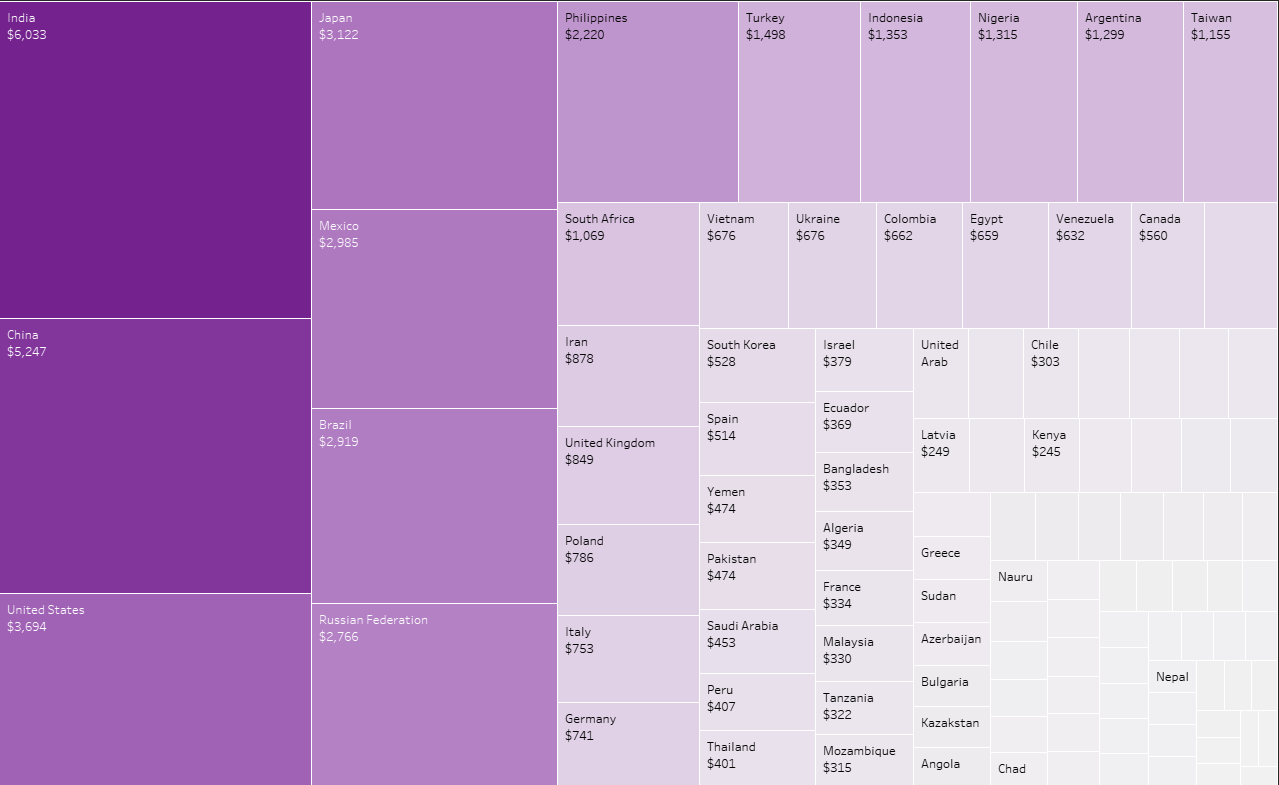 India
$6,033
China
$5,247
United States
$3,694
Japan
$3,122
Mexico
$2,985
Brazil
$2,919
Russian Federation
$2,766
Philippines
$2,220
Turkey
$1,498
Indonesia
$1,353
Nigeria
$1,315
Argentina
$1,299
Taiwan
$1,155
South Africa
$1,069
Iran
$878
United Kingdom
$849
Poland
$786
Italy
$753
Germany
$741
Vietnam
$676
Ukraine
$676
Colombia
$662
Egypt
$659
Venezuela
$632
Canada
$560
South Korea
$528
Spain
$514
Yemen
$474
Pakistan
$474
Saudi Arabia
$453
Peru
$407
Thailand
$401
Israel
$379
Ecuador
$369
Bangladesh
$353
Algeria
$349
France
$334
Malaysia
$330
Tanzania
$322
Mozambique
$315
United
Arab
Chile
$303
Latvia
$249
Kenya
$245
Greece
Sudan
Azerbaijan
Bulgaria
Kazakstan
Angola
Nauru
Chad
Nepal